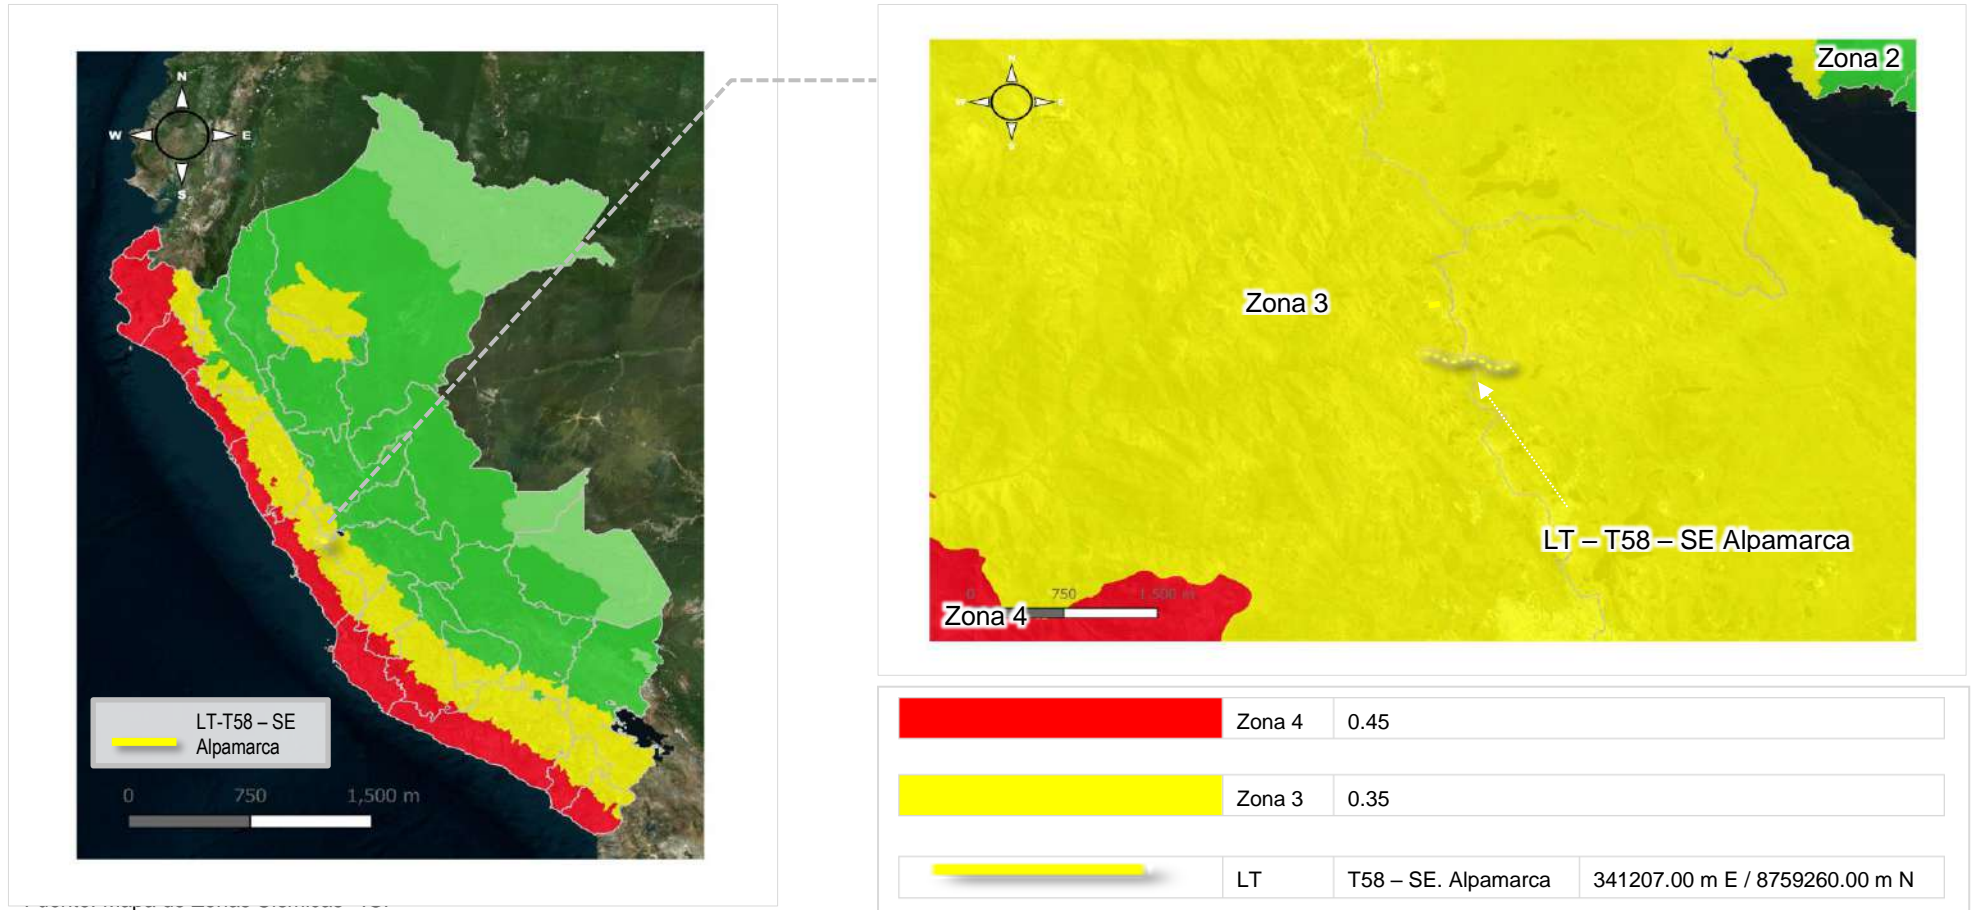 N
W E
S
LT-T58 – SE
Alpamarca
0 750 1,500 m
N
W E
S
Zona 2
Zona 3
LT – T58 – SE Alpamarca
0 750 1,500 m
Zona 4
Zona 4 0.45
Zona 3 0.35
LT T58 – SE. Alpamarca 341207.00 m E / 8759260.00 m N